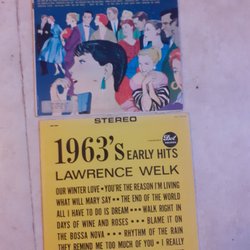 STEREO
1963's EARLY HITS
Dot
LAWRENCE WELK
OUR WINTER LOVE • YOU'RE THE REASON I'M LIVING
WHAT WILL MARY SAY • • THE END OF THE WORLD
ALL I HAVE TO DO IS DREAM • • • WALK RIGHT IN
DAYS OF WINE AND ROSES • • • BLAME IT ON
THE BOSSA NOVA • • • RHYTHM OF THE RAIN
THEY REMIND ME TOO MUCH OF YOU • I REALLY